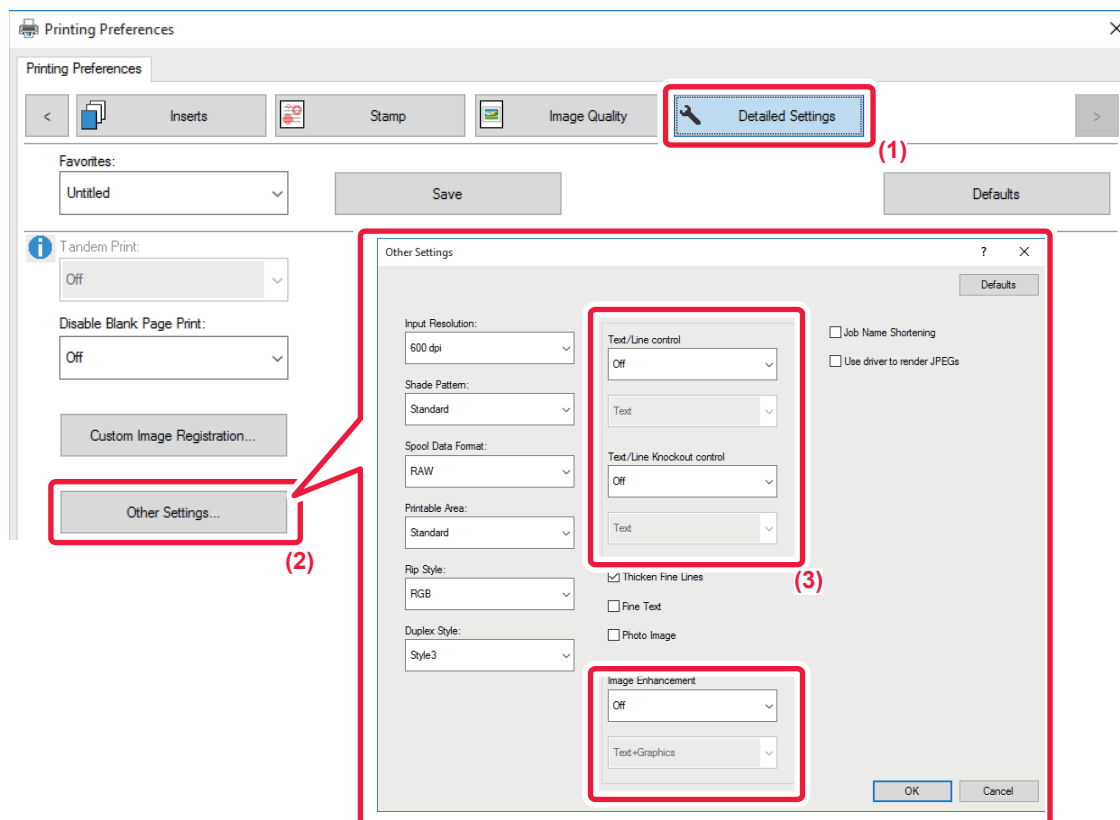 Printing Preferences
Printing Preferences
<
Inserts
Stamp
Image Quality
Detailed Settings
>
(1)
Favorites:
Untitled
Save
Defaults
Tandem Print:
Off
Disable Blank Page Print:
Off
Custom Image Registration...
Other Settings...
(2)
Other Settings
?
Defaults
Input Resolution:
600 dpi
Shade Pattern:
Standard
Spool Data Format:
RAW
Printable Area:
Standard
Rip Style:
RGB
Duplex Style:
Style3
Text/Line control
Off
Text
Text/Line Knockout control
Off
Text
(3)
Thicken Fine Lines
Fine Text
Photo Image
Image Enhancement
Off
Text+Graphics
Job Name Shortening
Use driver to render JPEGs
OK
Cancel